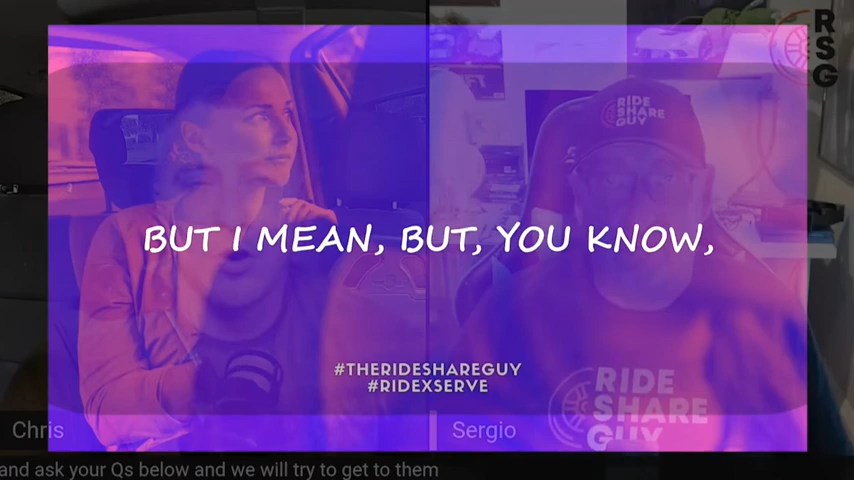 RSG
RIDE
SHARE
GUY
BUT I MEAN, BUT, YOU KNOW,
#THERIDESHAREGUY
#RIDEXSERVE
RIDE
SHARE
GUY
Chris
Sergio
and ask your Qs below and we will try to get to them